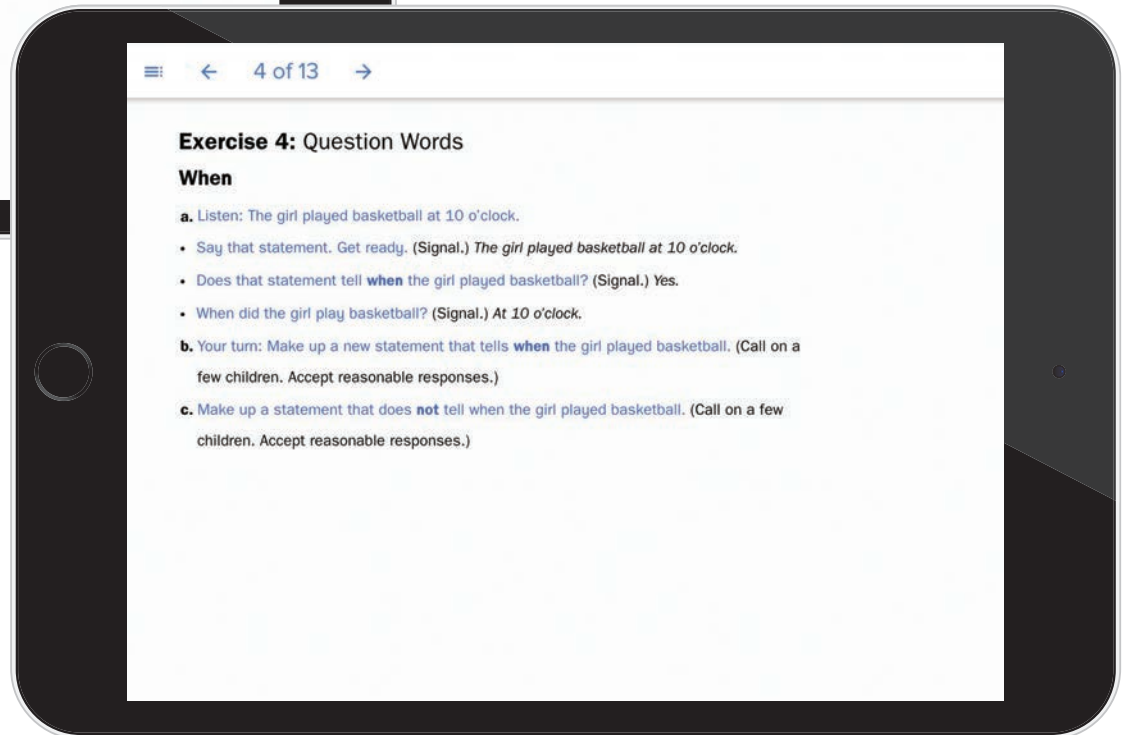 4 of 13
Exercise 4: Question Words
When
a. Listen: The girl played basketball at 10 o'clock.
• Say that statement. Get ready. (Signal.) The girl played basketball at 10 o'clock.
• Does that statement tell when the girl played basketball? (Signal.) Yes.
• When did the girl play basketball? (Signal.) At 10 o'clock.
b. Your turn: Make up a new statement that tells when the girl played basketball. (Call on a
few children. Accept reasonable responses.)
c. Make up a statement that does not tell when the girl played basketball. (Call on a few
children. Accept reasonable responses.)